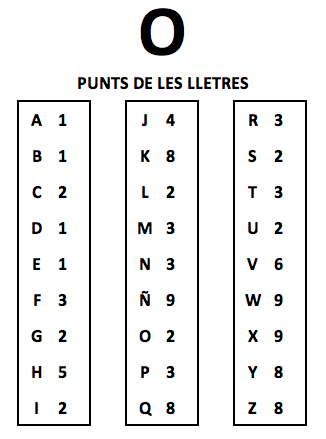 O
PUNTS DE LES LLETRES
A 1
B 1
C 2
D 1
E 1
F 3
G 2
H 5
I 2
J 4
K 8
L 2
M 3
N 3
Ñ 9
O 2
P 3
Q 8
R 3
S 2
T 3
U 2
V 6
W 9
X 9
Y 8
Z 8